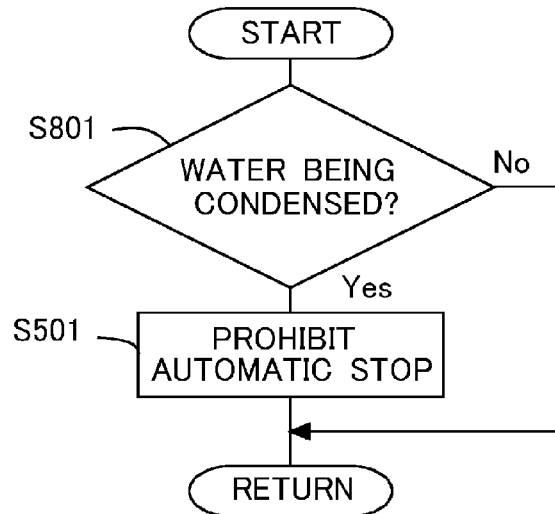 START
S801
WATER BEING
CONDENSED?
No
Yes
S501
PROHIBIT
AUTOMATIC STOP
RETURN